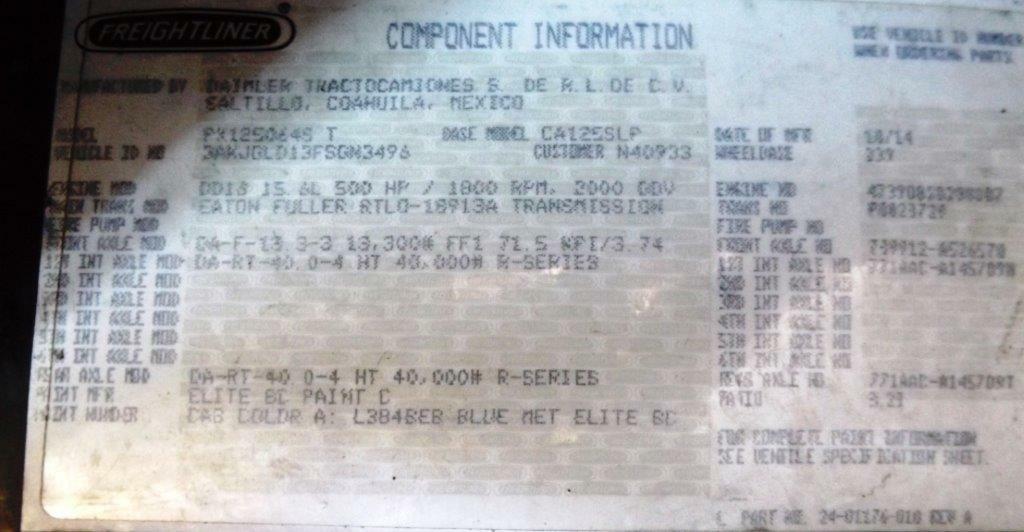 FREIGHTLINER
COMPONENT INFORMATION
USE VEHICLE ID NUMBER
WHEN ORDERING PARTS
MANUFACTURED BY DAIMLER TRACTOCAMIONES S. DE R.L.DE C.V.
SALTILLO, COAHUILA, MEXICO
MODEL PX125064S T BASE MODEL CA125SLP DATE OF MFR 10/14
VEHICLE ID NO 3AKJGLD13FSGN3496 CUSTOMER N40933 WHEELBASE 239
ENGINE MOD DD16 15.6L 500 HP / 1800 RPM, 2000 GOV ENGINE NO
MAIN TRANS MOD EATON FULLER RTLO-16913A TRANSMISSION TRANS NO
FIRE PUMP MOD FIRE PUMP NO
FRONT AXLE MOD DA-F-13.3-3 13,300# FF1 71.5 KPI/3.74 FRONT AXLE NO
1ST INT AXLE MOD DA-RT-40.0-4 HT 40,000# R-SERIES 1ST INT AXLE NO
2ND INT AXLE MOD 2ND INT AXLE NO
3RD INT AXLE MOD 3RD INT AXLE NO
4TH INT AXLE MOD 4TH INT AXLE NO
5TH INT AXLE MOD 5TH INT AXLE NO
6TH INT AXLE MOD 6TH INT AXLE NO
REAR AXLE MOD DA-RT-40.0-4 HT 40,000# R-SERIES REAR AXLE NO
PAINT MFR ELITE BC PAINT C RATIO
PAINT NUMBER CAB COLOR A: L3848EB BLUE MET ELITE BC
FOR COMPLETE PAINT INFORMATION
SEE VEHICLE SPECIFICATION SHEET.
PART NO. 24-01176-010 REV A